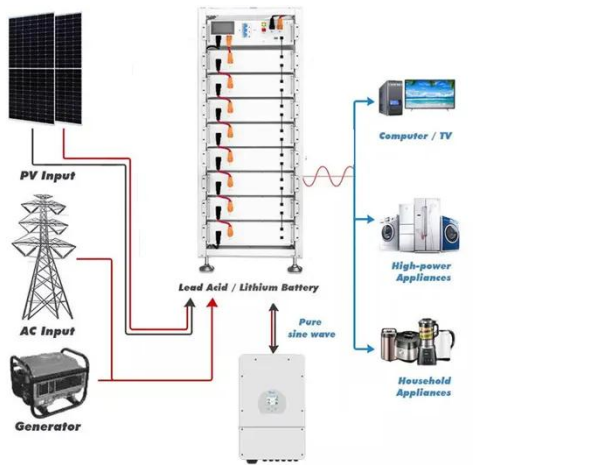 PV Input
AC Input
Generator
Lead Acid / Lithium Battery
Pure
sine wave
Computer / TV
High-power
Appliances
Household
Appliances